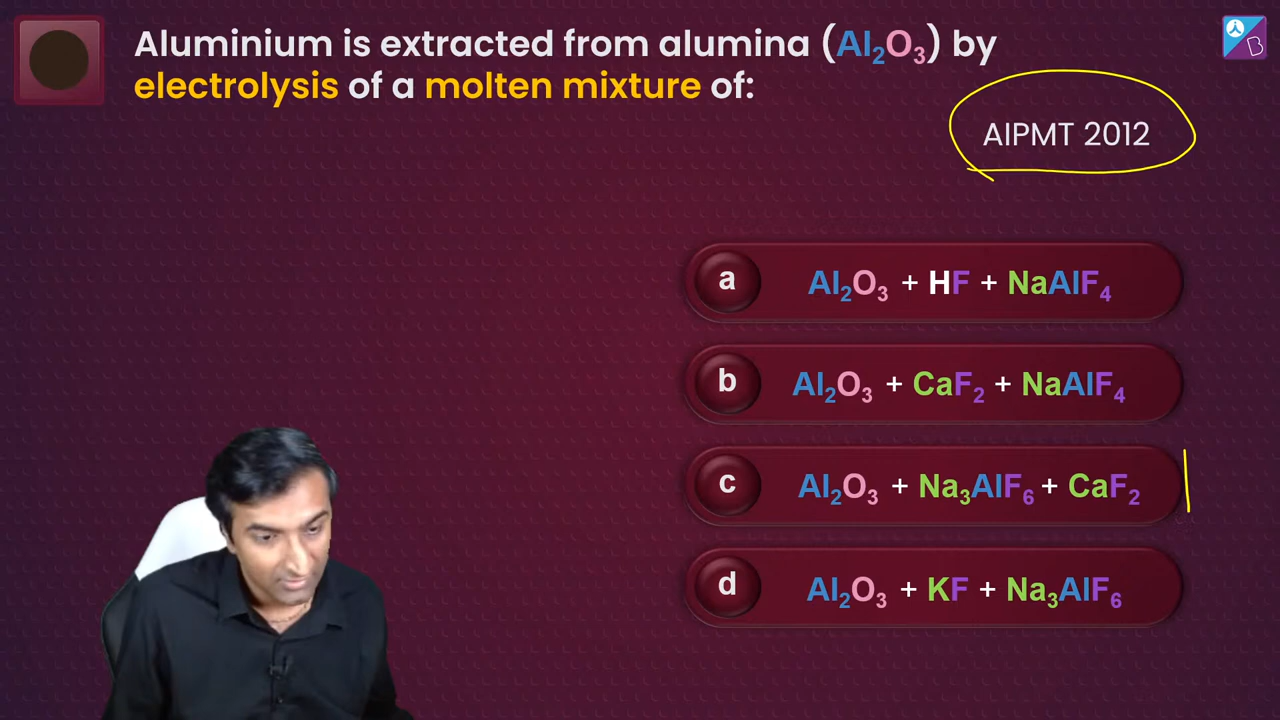 Aluminium is extracted from alumina (Al₂O₃) by
electrolysis of a molten mixture of:
AIPMT 2012
a Al₂O₃ + HF + NaAlF₄
b Al₂O₃ + CaF₂ + NaAlF₄
c Al₂O₃ + Na₃AlF₆ + CaF₂
d Al₂O₃ + KF + Na₃AlF₆
B